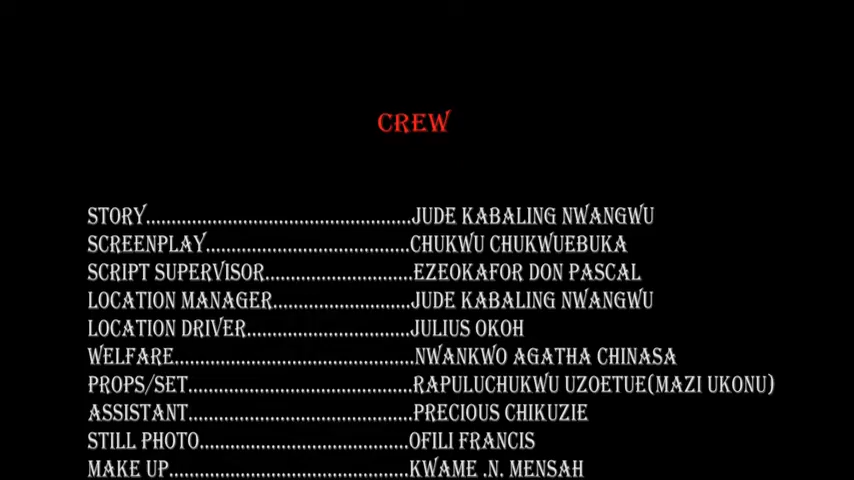 CREW
STORY....................................................JUDE KABALING NWANGWU
SCREENPLAY........................................CHUKWU CHUKWUEBUKA
SCRIPT SUPERVISOR.............................EZEOKAFOR DON PASCAL
LOCATION MANAGER...........................JUDE KABALING NWANGWU
LOCATION DRIVER................................JULIUS OKOH
WELFARE...............................................NWANKWO AGATHA CHINASA
PROPS/SET............................................RAPULUCHUKWU UZOETUE(MAZI UKONU)
ASSISTANT............................................PRECIOUS CHIKUZIE
STILL PHOTO.........................................OFILI FRANCIS
MAKE UP...............................................KWAME .N. MENSAH